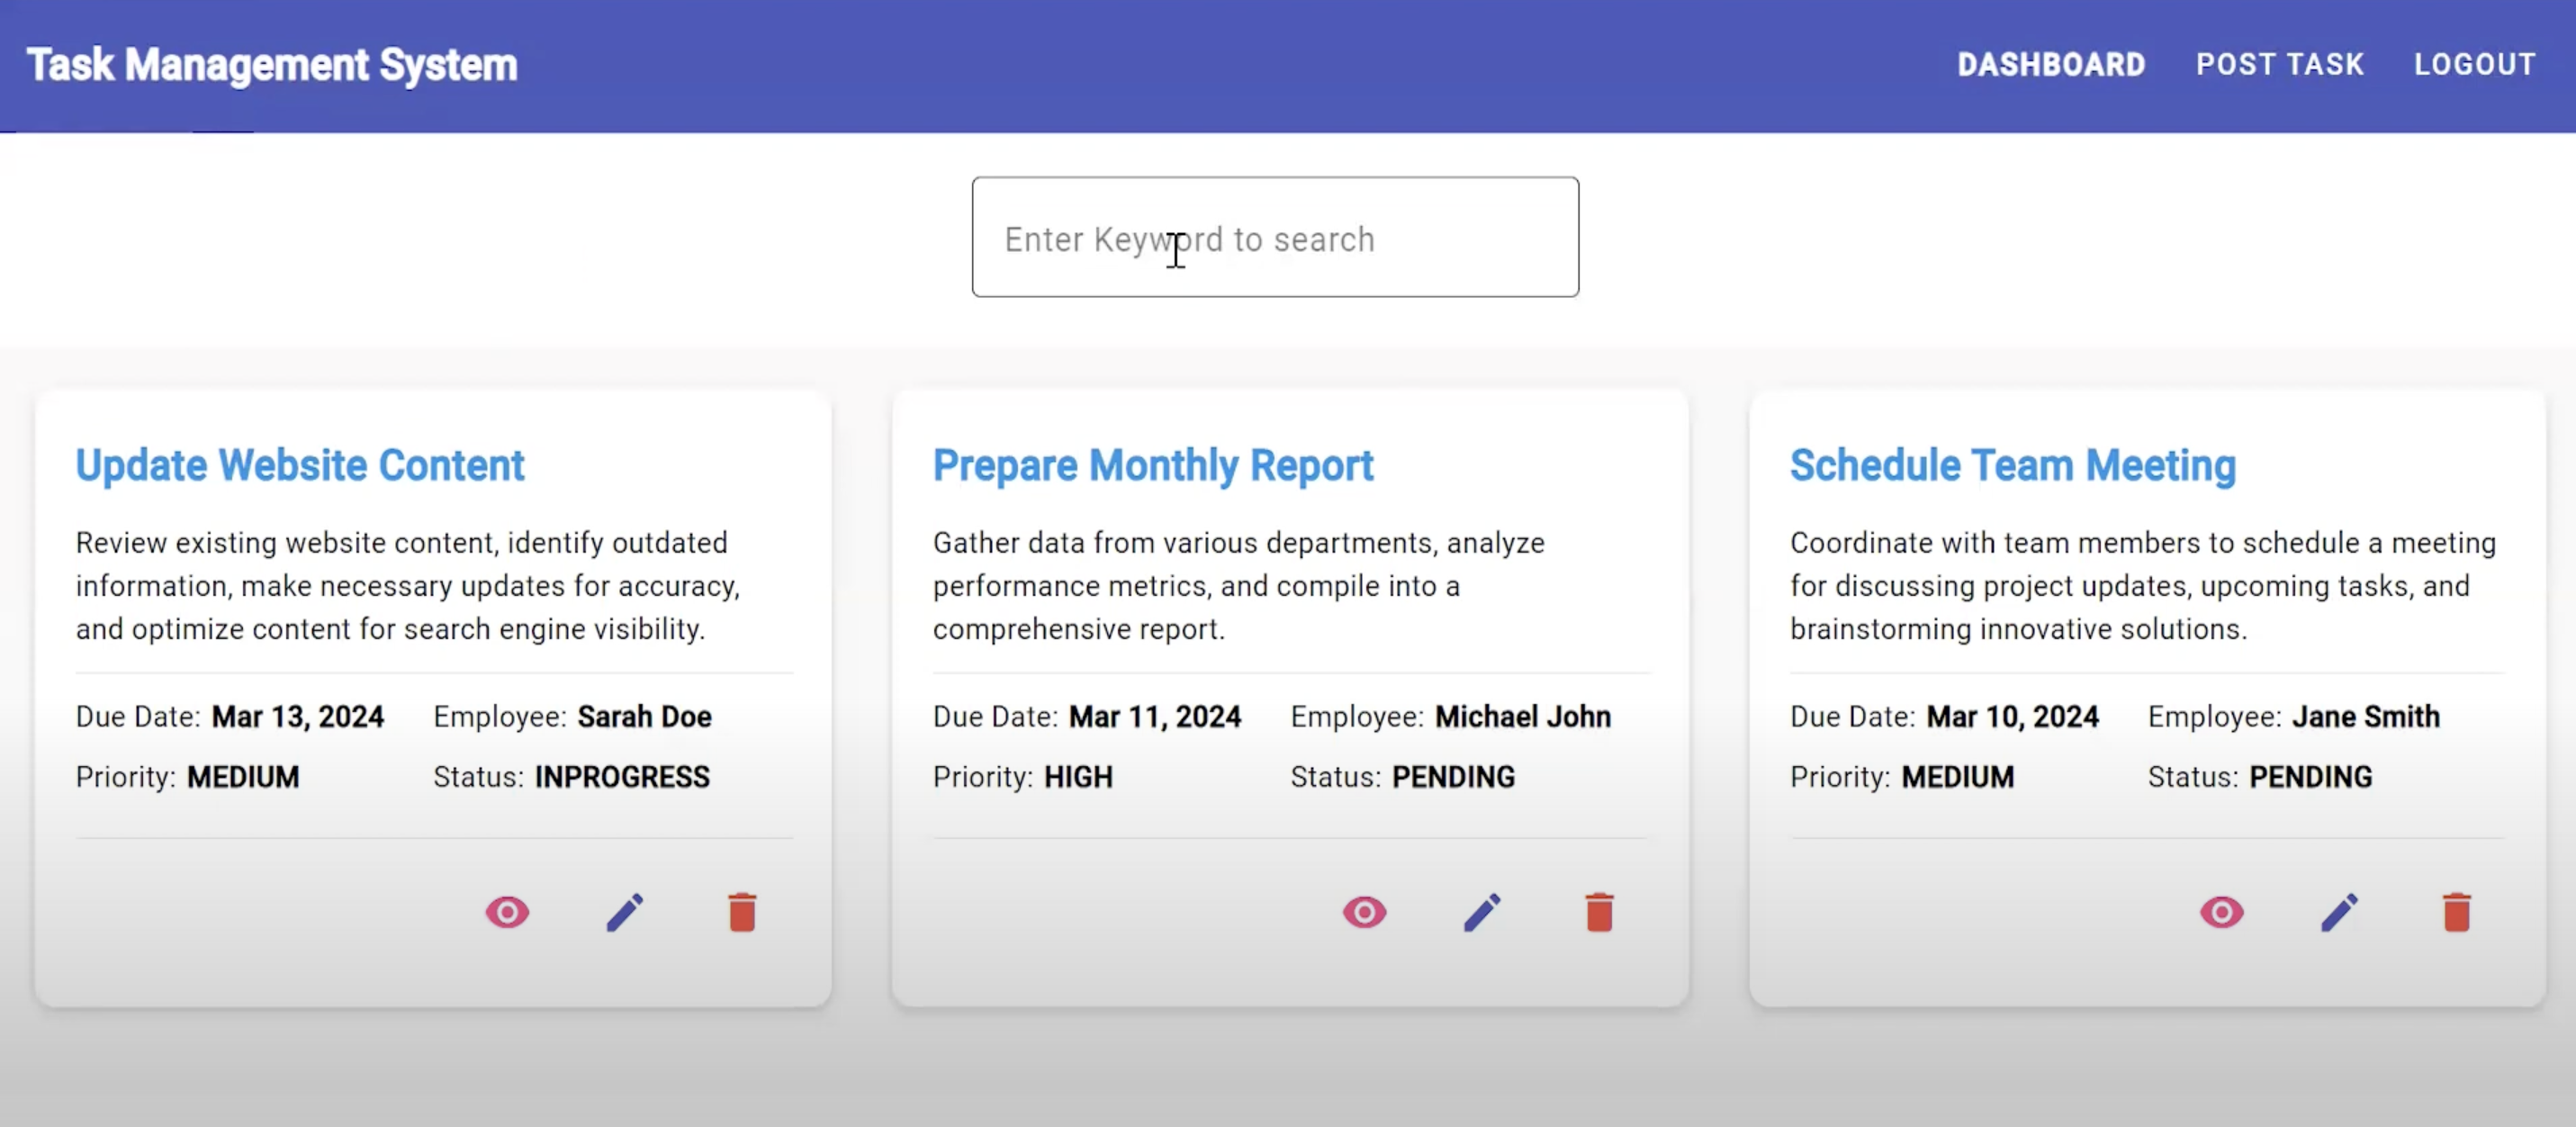 Task Management System
DASHBOARD POST TASK LOGOUT
Enter Keyword to search
Update Website Content
Review existing website content, identify outdated
information, make necessary updates for accuracy,
and optimize content for search engine visibility.
Due Date: Mar 13, 2024 Employee: Sarah Doe
Priority: MEDIUM Status: INPROGRESS
Prepare Monthly Report
Gather data from various departments, analyze
performance metrics, and compile into a
comprehensive report.
Due Date: Mar 11, 2024 Employee: Michael John
Priority: HIGH Status: PENDING
Schedule Team Meeting
Coordinate with team members to schedule a meeting
for discussing project updates, upcoming tasks, and
brainstorming innovative solutions.
Due Date: Mar 10, 2024 Employee: Jane Smith
Priority: MEDIUM Status: PENDING